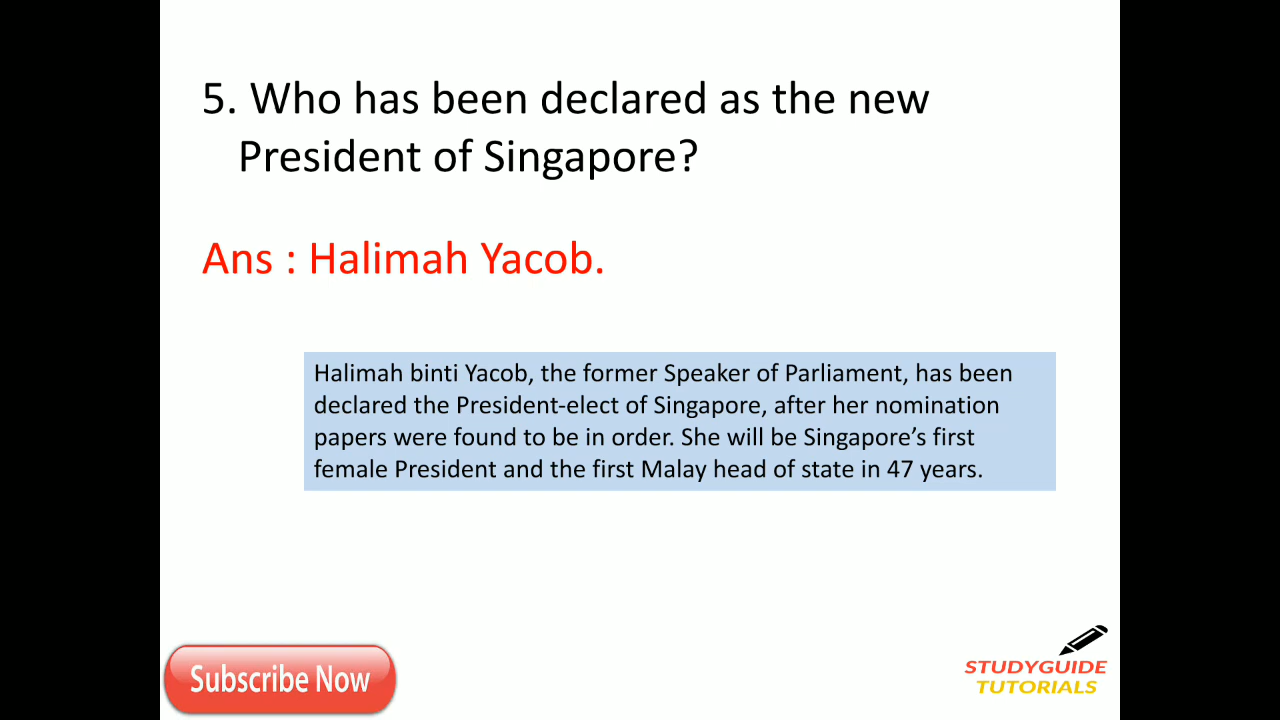 5. Who has been declared as the new
President of Singapore?
Ans : Halimah Yacob.
Halimah binti Yacob, the former Speaker of Parliament, has been
declared the President-elect of Singapore, after her nomination
papers were found to be in order. She will be Singapore’s first
female President and the first Malay head of state in 47 years.
Subscribe Now
STUDYGUIDE
TUTORIALS